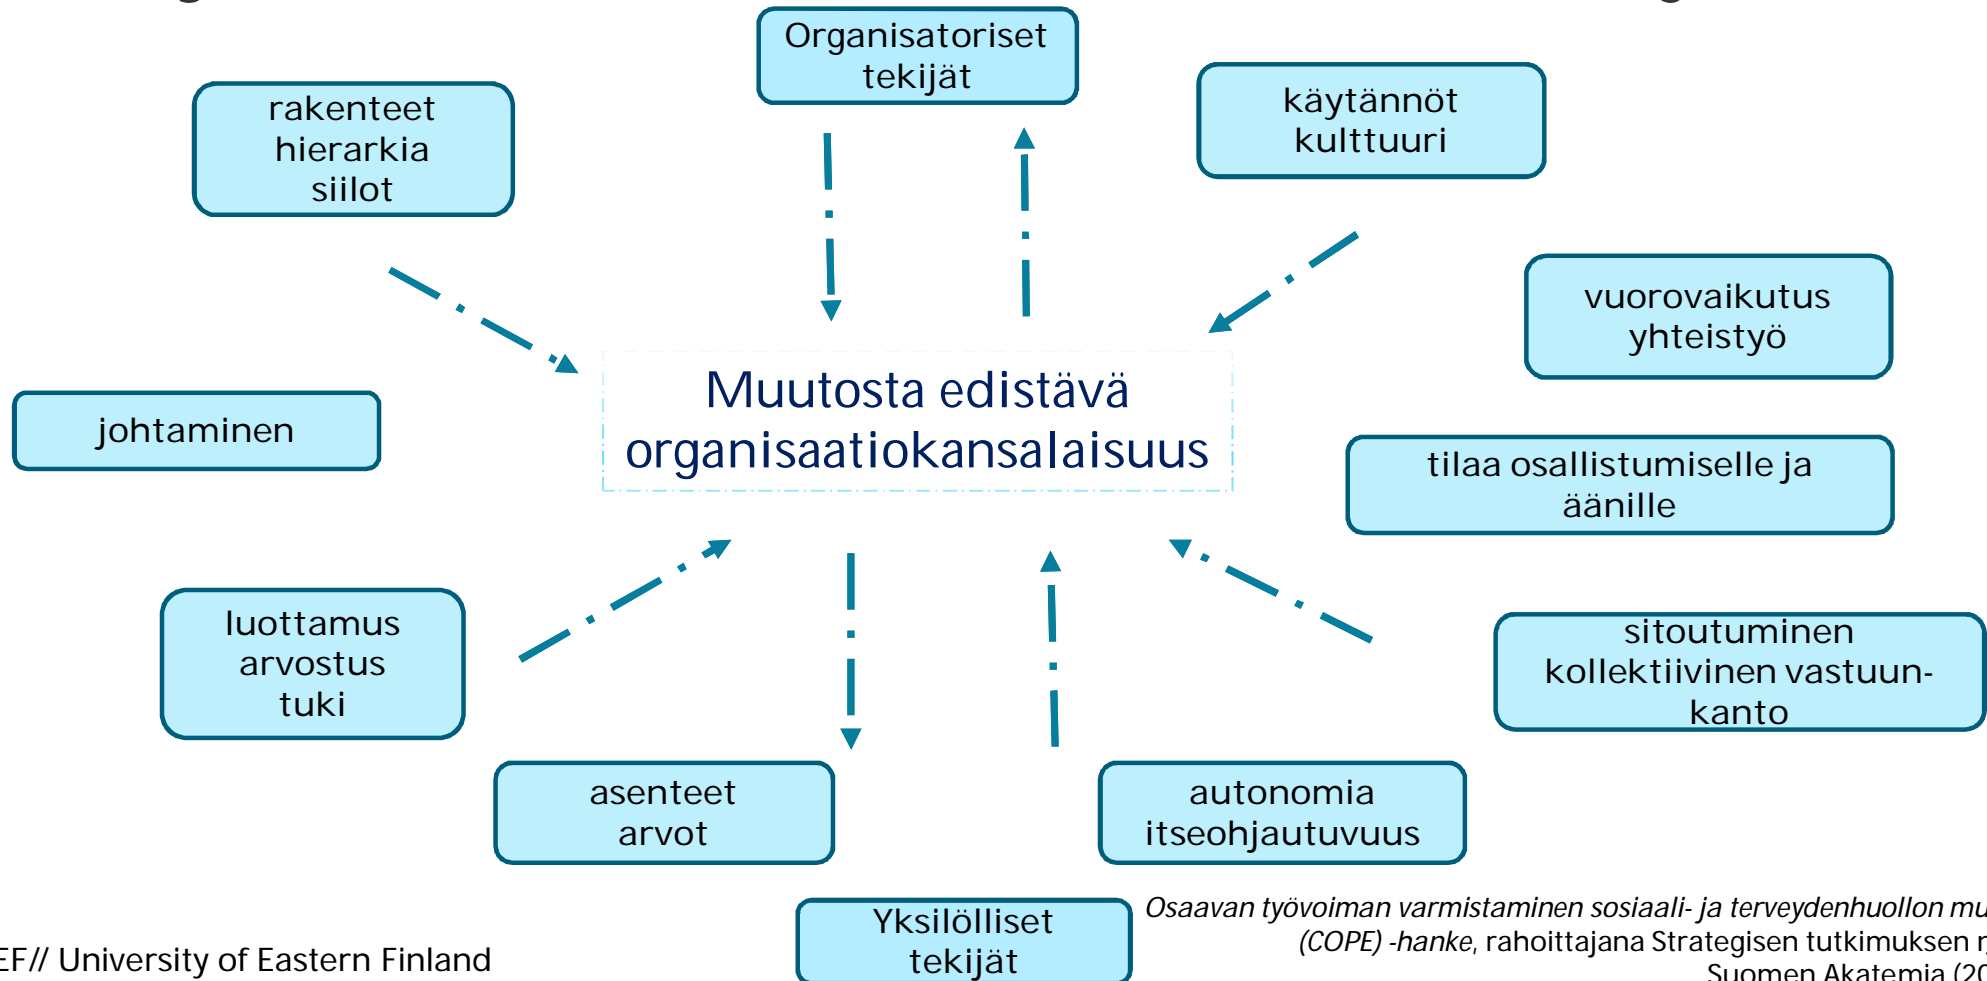 Organisatoriset
tekijät
rakenteet
hierarkia
siilot
käytännöt
kulttuuri
vuorovaikutus
yhteistyö
Muutosta edistävä
organisaatiokansalaisuus
johtaminen
tilaa osallistumiselle ja
äänille
luottamus
arvostus
tuki
sitoutuminen
kollektiivinen vastuun-
kanto
asenteet
arvot
autonomia
itseohjautuvuus
Yksilölliset
tekijät
Osaavan työvoiman varmistaminen sosiaali- ja terveydenhuollon
(COPE) -hanke, rahoittajana Strategisen tutkimuksen
Suomen Akatemia
EF// University of Eastern Finland